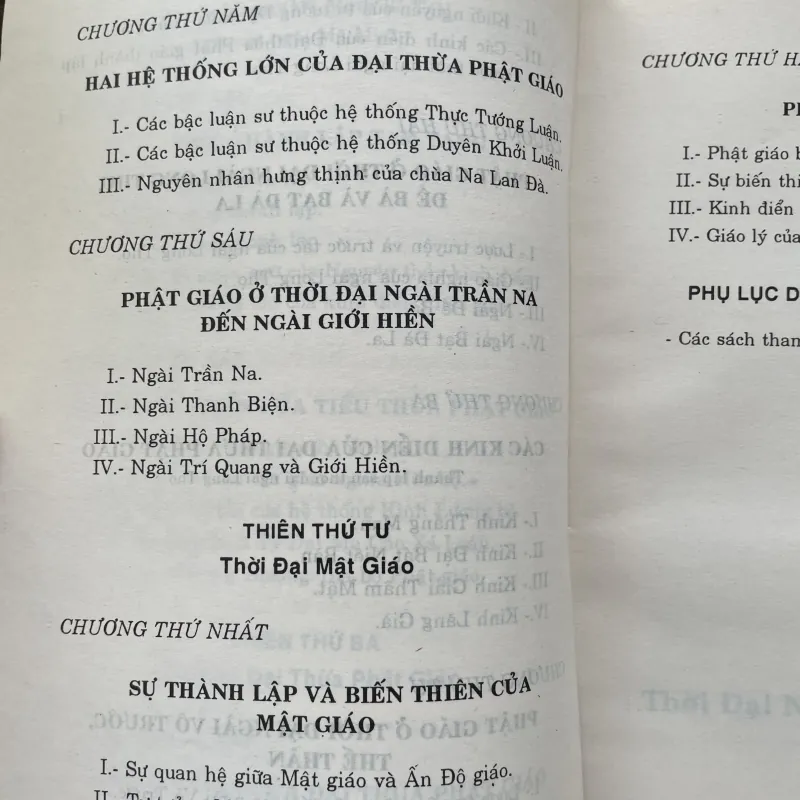 CHƯƠNG THỨ NĂM
HAI HỆ THỐNG LỚN CỦA ĐẠI THỪA PHẬT GIÁO
I.- Các bậc luận sư thuộc hệ thống Thực Tướng Luận.
II.- Các bậc luận sư thuộc hệ thống Duyên Khởi Luận.
III.- Nguyên nhân hưng thịnh của chùa Na Lan Đà.
CHƯƠNG THỨ SÁU
PHẬT GIÁO Ở THỜI ĐẠI NGÀI TRẦN NA
ĐẾN NGÀI GIỚI HIỀN
I.- Ngài Trần Na.
II.- Ngài Thanh Biện.
III.- Ngài Hộ Pháp.
IV.- Ngài Trí Quang và Giới Hiền.
THIÊN THỨ TƯ
Thời Đại Mật Giáo
CHƯƠNG THỨ NHẤT
SỰ THÀNH LẬP VÀ BIẾN THIÊN CỦA
MẬT GIÁO
I.- Sự quan hệ giữa Mật giáo và Ấn Độ giáo.
II.-
CHƯƠNG THỨ
I.- Phật giáo
II.- Sự biến
III.- Kinh điển
IV.- Giáo lý của
PHỤ LỤC
- Các sách tham